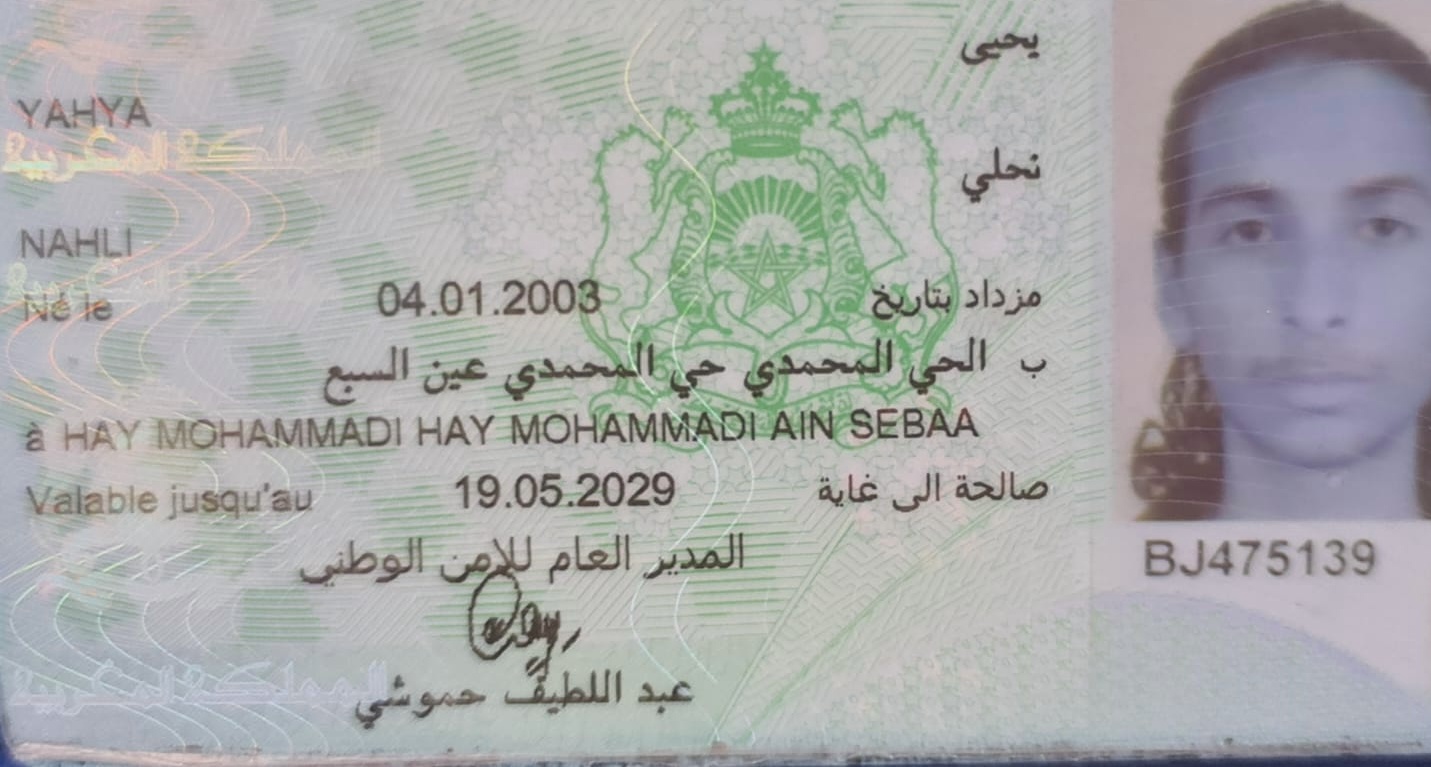 يحيى
YAHYA
المملكة المغربية
نحلي
NAHLI
Né le 04.01.2003 مزداد بتاريخ
ب الحي المحمدي حي المحمدي عين السبع
à HAY MOHAMMADI HAY MOHAMMADI AIN SEBAA
Valable jusqu'au 19.05.2029 صالحة الى غاية
المدير العام للامن الوطني
BJ475139
عبد اللطيف حموشي
المملكة المغربية